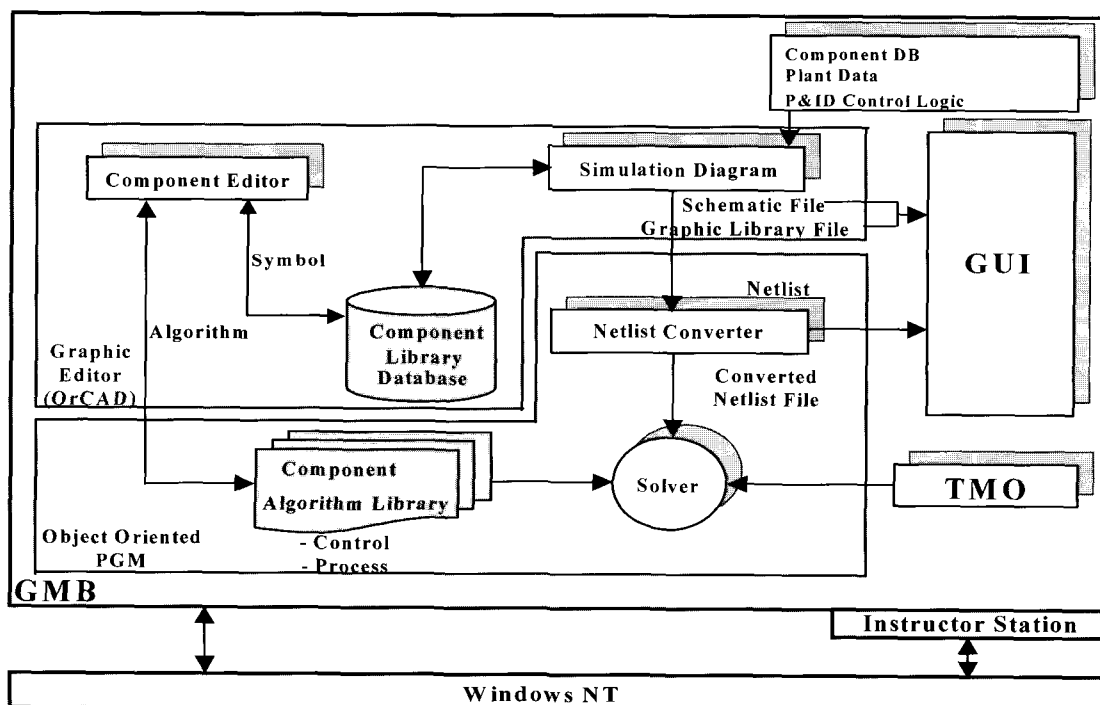 Component DB
Plant Data
P&ID Control Logic
Component Editor
Simulation Diagram
Schematic File
Graphic Library File
GUI
Symbol
Netlist
Algorithm
Component
Library
Database
Netlist Converter
Graphic
Editor
(OrCAD)
Converted
Netlist File
Component
Algorithm Library
Solver
TMO
Object Oriented
PGM
- Control
- Process
GMB
Instructor Station
Windows NT